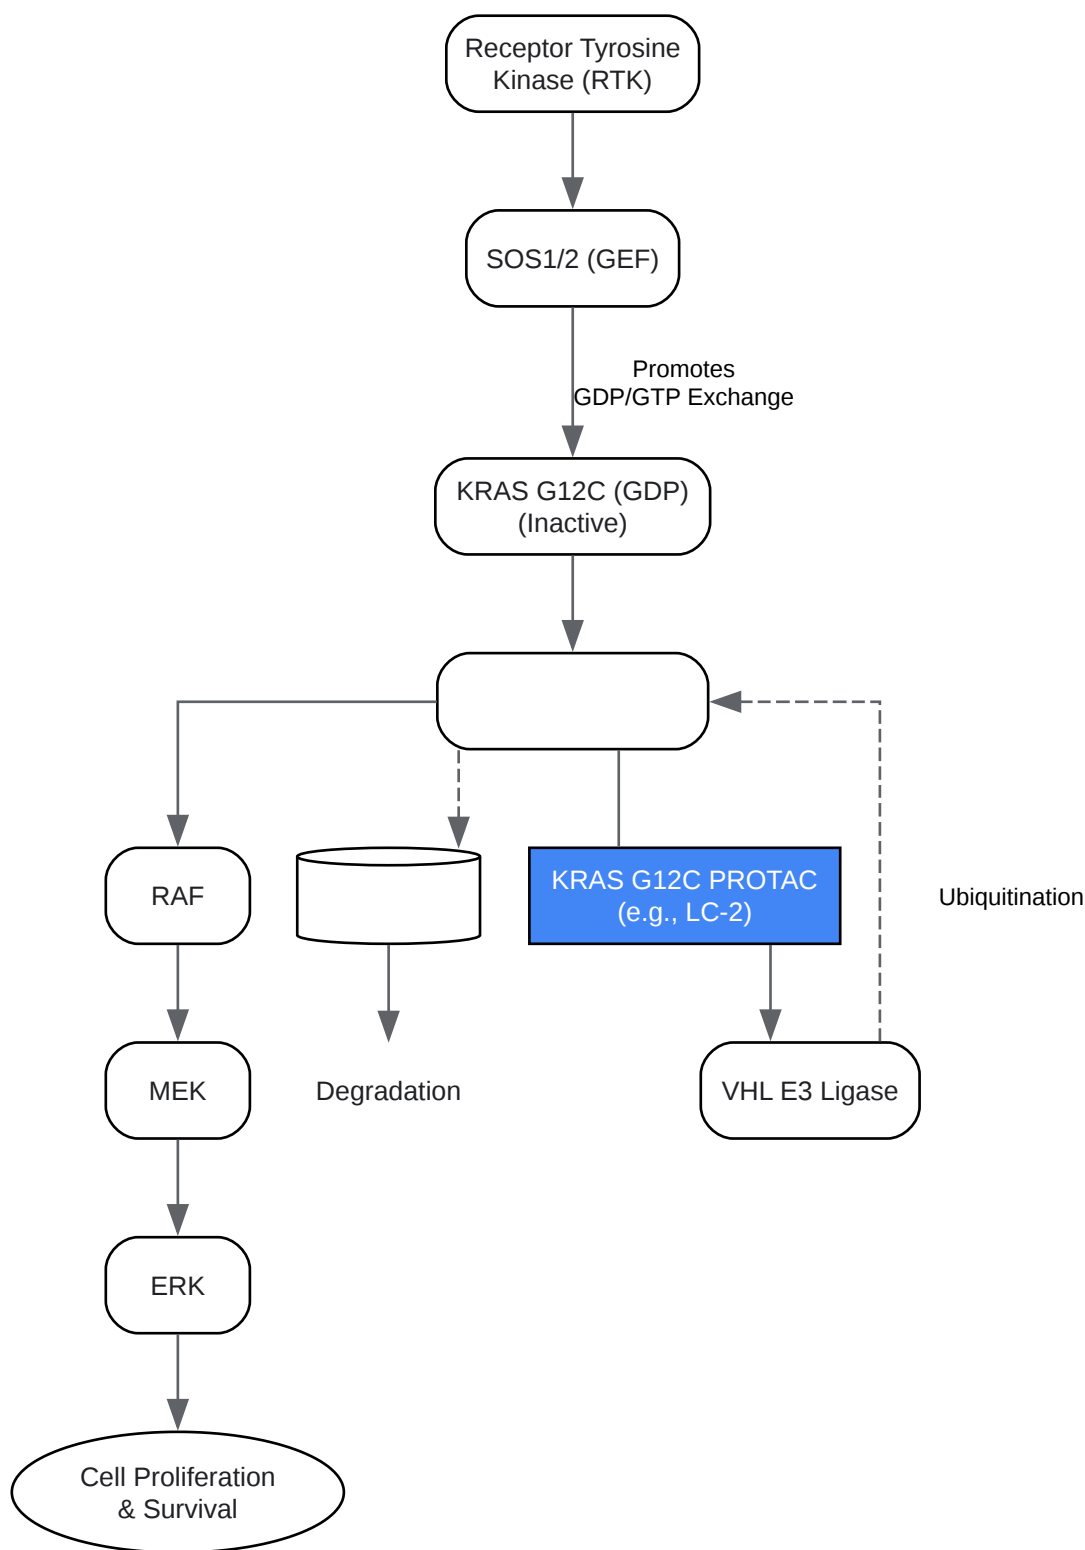 Receptor Tyrosine
Kinase (RTK)
SOS1/2 (GEF)
Promotes
GDP/GTP Exchange
KRAS G12C (GDP)
(Inactive)
RAF
KRAS G12C PROTAC
(e.g., LC-2)
Ubiquitination
MEK
Degradation
VHL E3 Ligase
ERK
Cell Proliferation
& Survival